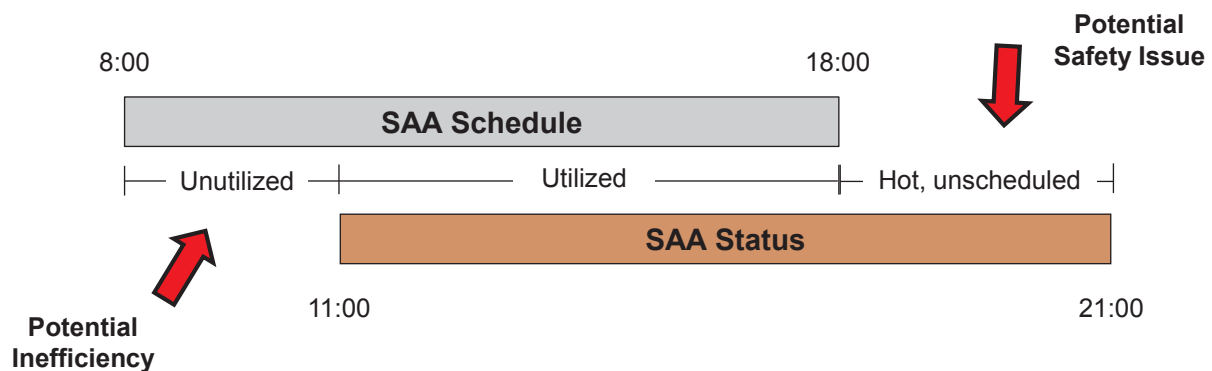 Potential
Safety Issue
8:00
18:00
SAA Schedule
Unutilized
Utilized
Hot, unscheduled
SAA Status
11:00
21:00
Potential
Inefficiency